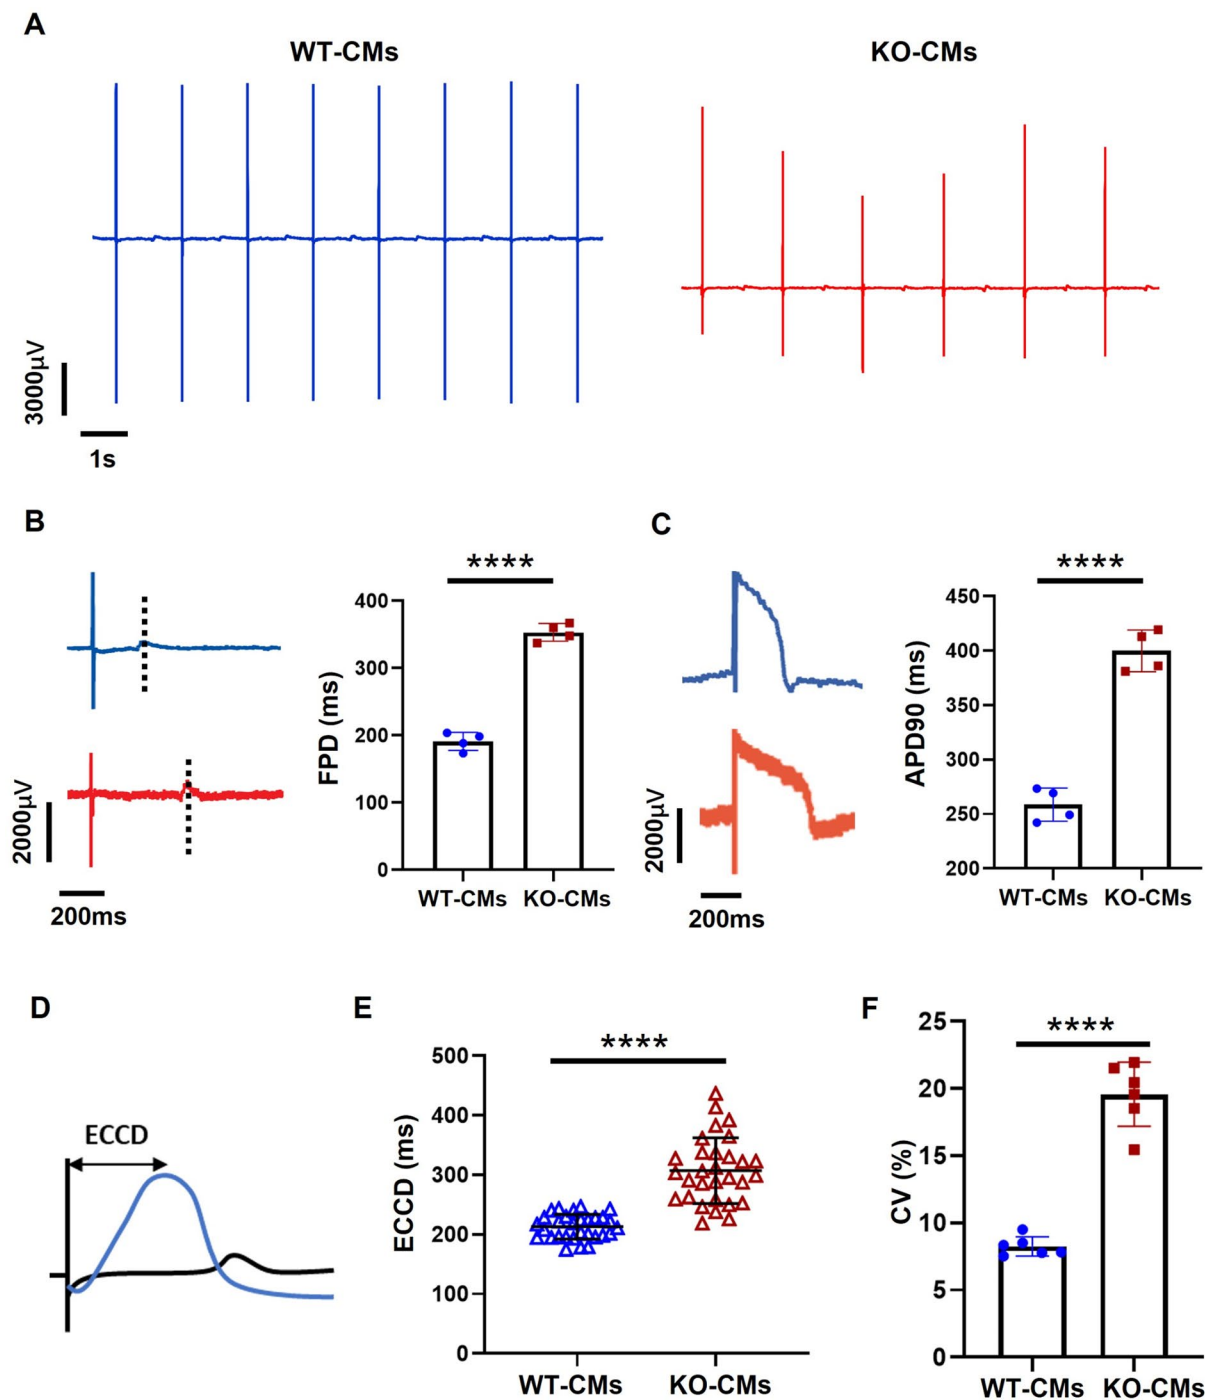 A
WT-CMs
KO-CMs
3000µV
1s
B
2000µV
200ms
****
FPD (ms)
400
300
200
100
0
WT-CMs
KO-CMs
C
2000µV
200ms
****
APD90 (ms)
450
400
350
300
250
200
WT-CMs
KO-CMs
D
ECCD
E
****
ECCD (ms)
500
400
300
200
100
0
WT-CMs
KO-CMs
F
****
CV (%)
25
20
15
10
5
0
WT-CMs
KO-CMs